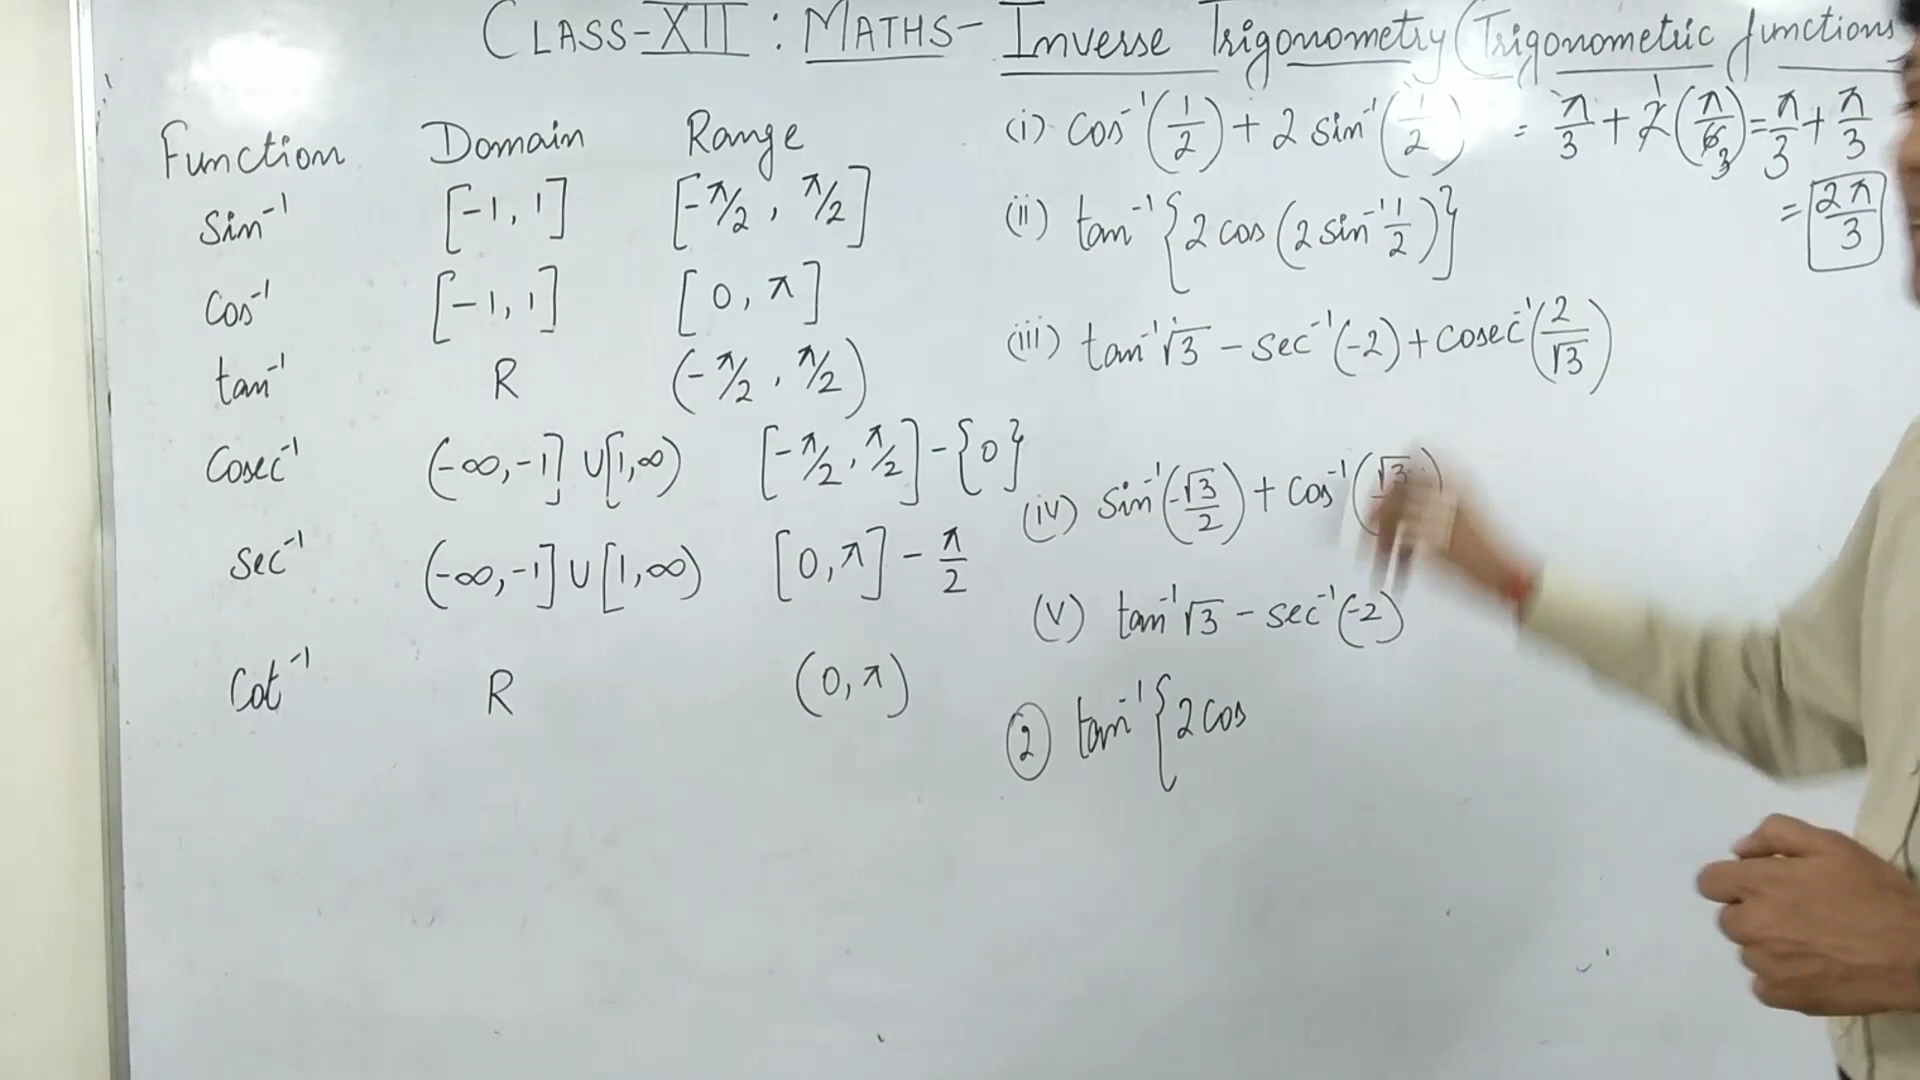 CLASS-XII : MATHS- Inverse Trigonometry (Trigonometric functions
Function Domain Range
Sin⁻¹ [-1, 1] [-π/2, π/2]
Cos⁻¹ [-1, 1] [0, π]
tan⁻¹ R (-π/2, π/2)
Cosec⁻¹ (-∞,-1] ∪ [1,∞) [-π/2, π/2] - {0}
Sec⁻¹ (-∞,-1] ∪ [1,∞) [0,π] - π/2
Cot⁻¹ R (0,π)
(i) cos⁻¹(1/2) + 2 sin⁻¹(1/2) = π/3 + 2(π/6) = π/3 + π/3
= 2π/3
(ii) tan⁻¹{2 cos (2 sin⁻¹ 1/2)}
(iii) tan⁻¹√3 - sec⁻¹(-2) + cosec⁻¹(2/√3)
(iv) Sin⁻¹(-√3/2) + Cos⁻¹(√3
(v) tan⁻¹√3 - sec⁻¹(-2)
② tan⁻¹{2 cos